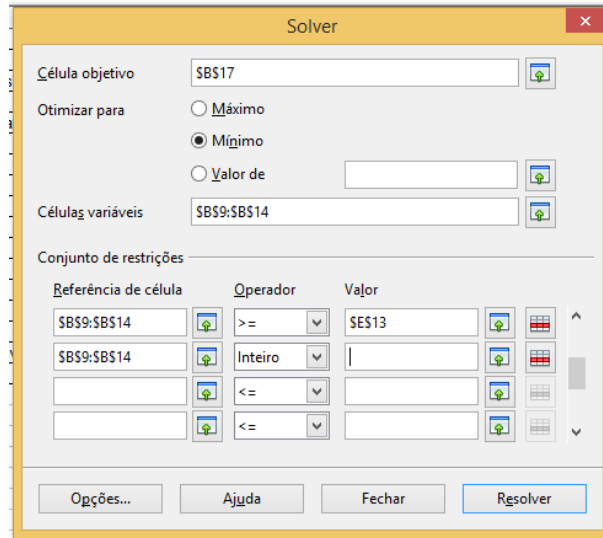 Solver
Célula objetivo $B$17
Otimizar para Máximo
Mínimo
Valor de
Células variáveis $B$9:$B$14
Conjunto de restrições
Referência de célula Operador Valor
$B$9:$B$14 >= $E$13
$B$9:$B$14 Inteiro
<=
<=
Opções... Ajuda Fechar Resolver